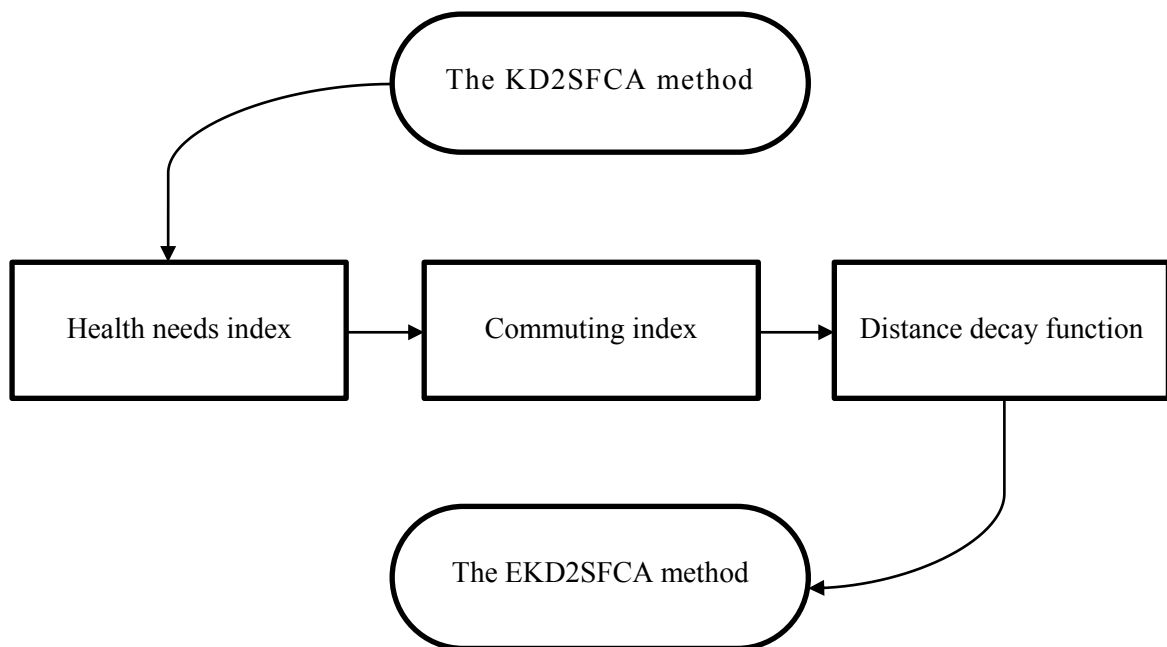 The KD2SFCA method
Health needs index
Commuting index
Distance decay function
The EKD2SFCA method